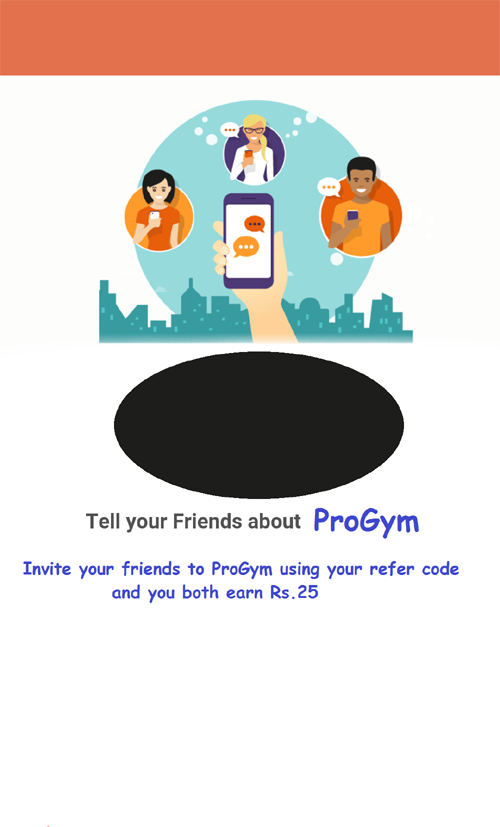 Tell your Friends about ProGym
Invite your friends to ProGym using your refer code
and you both earn Rs.25